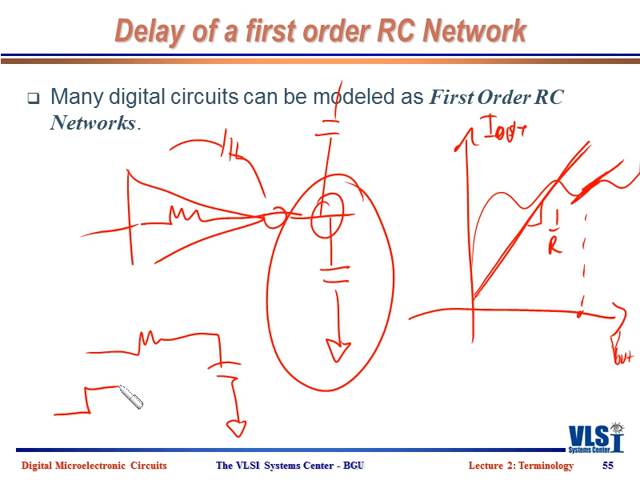 Delay of a first order RC Network
Many digital circuits can be modeled as First Order RC
Networks.
Iout
1
R
Vout
VLSI
Systems Center
Digital Microelectronic Circuits
The VLSI Systems Center - BGU
Lecture 2: Terminology
55